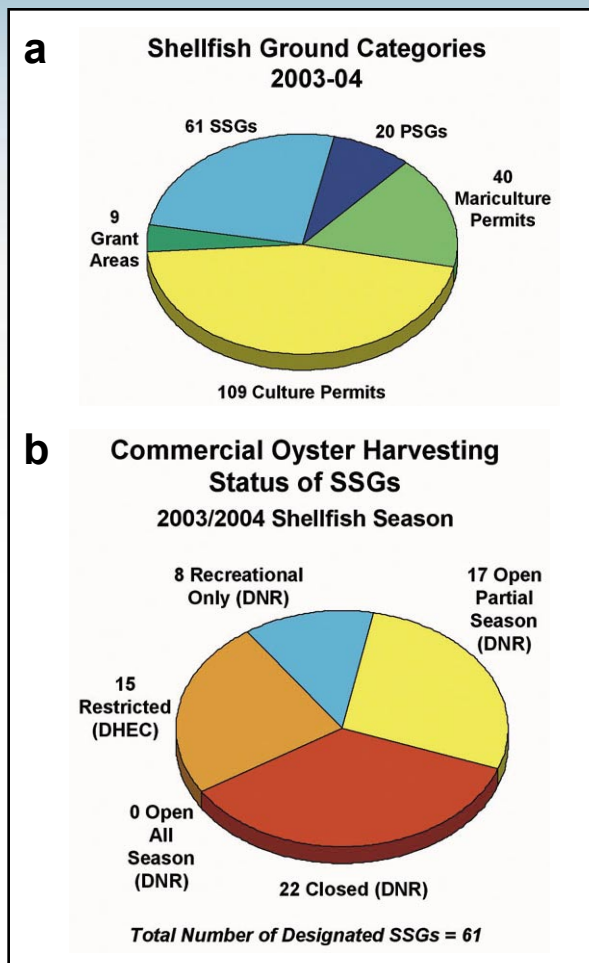 a
Shellfish Ground Categories
2003-04
61 SSGs
20 PSGs
40
Mariculture
Permits
9
Grant
Areas
109 Culture Permits
b
Commercial Oyster Harvesting
Status of SSGs
2003/2004 Shellfish Season
8 Recreational
Only (DNR)
17 Open
Partial
Season
(DNR)
15
Restricted
(DHEC)
0 Open
All
Season
(DNR)
22 Closed (DNR)
Total Number of Designated SSGs = 61